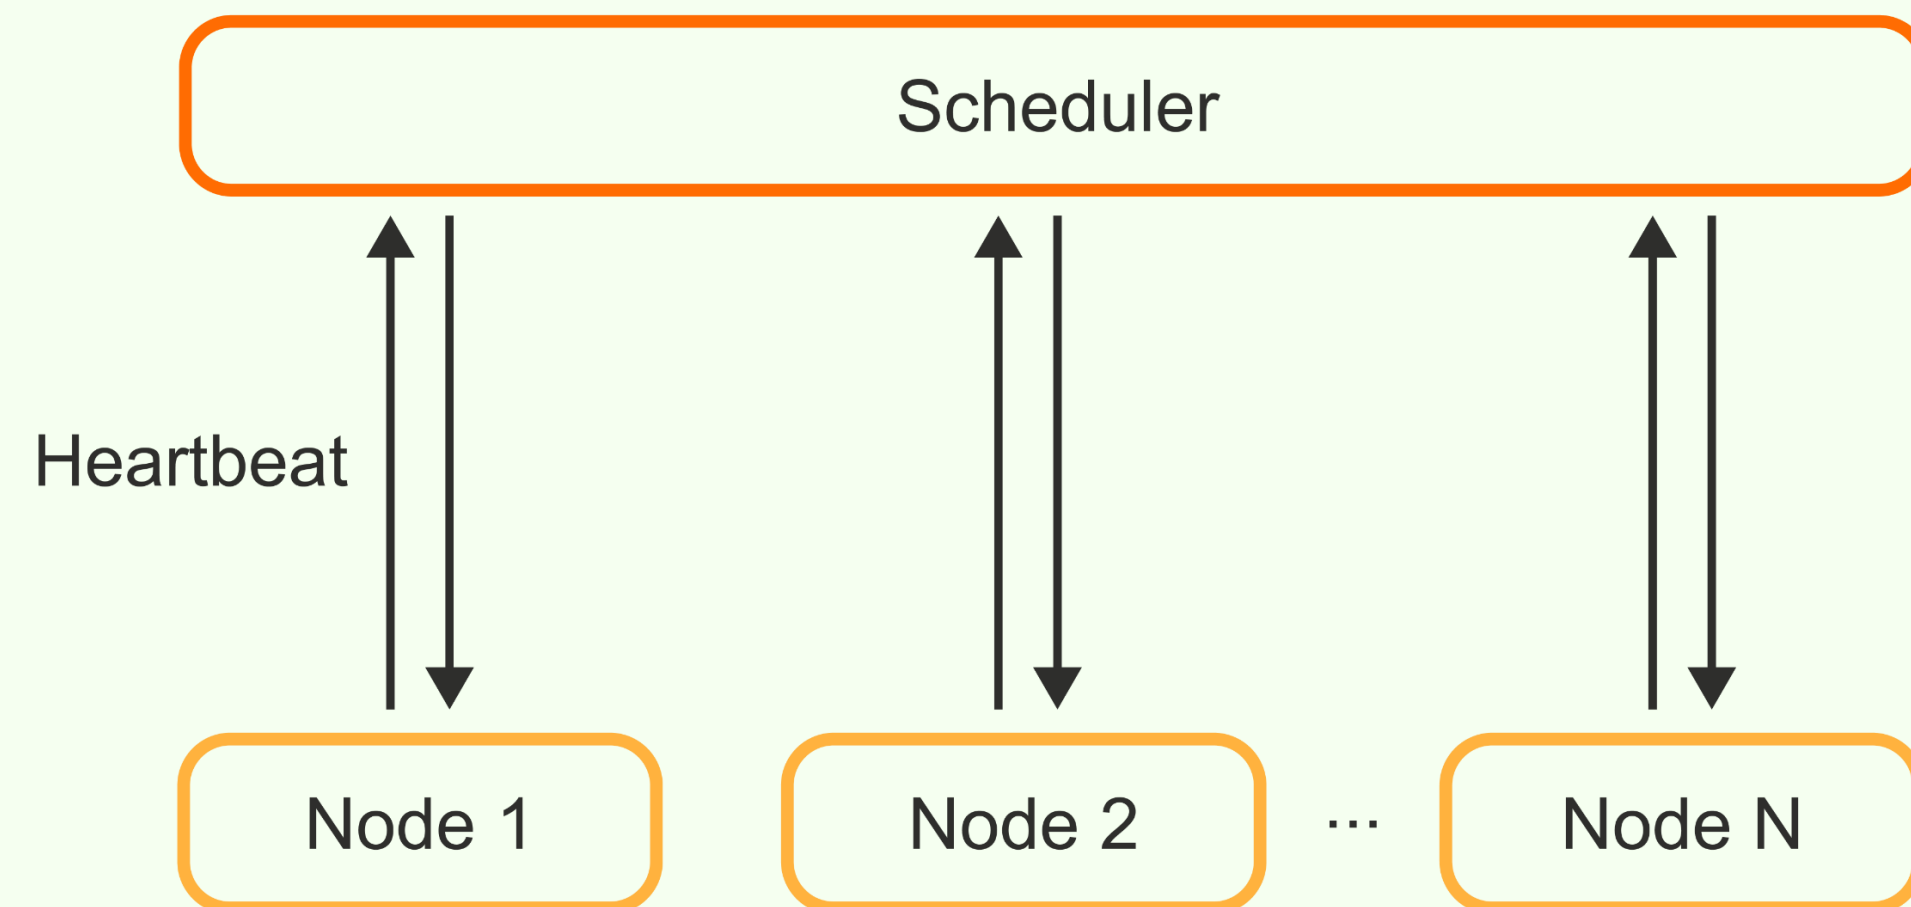 Scheduler
Heartbeat
Node 1
Node 2
...
Node N